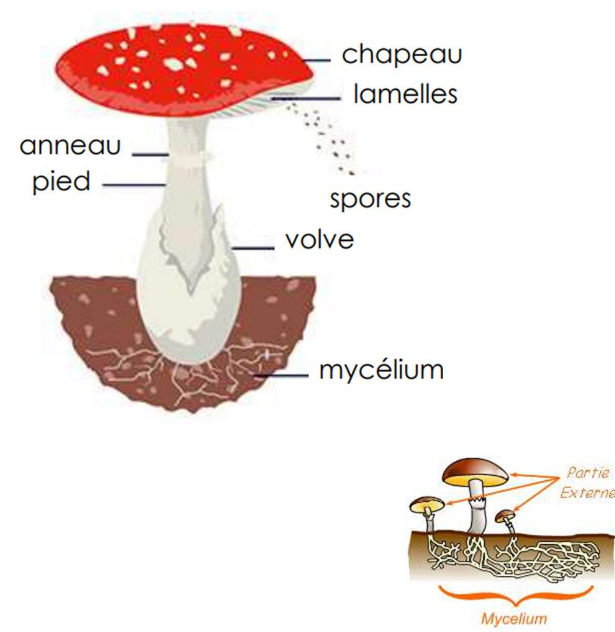 chapeau
lamelles
anneau
pied
spores
volve
mycélium
Partie
Externe
Mycelium